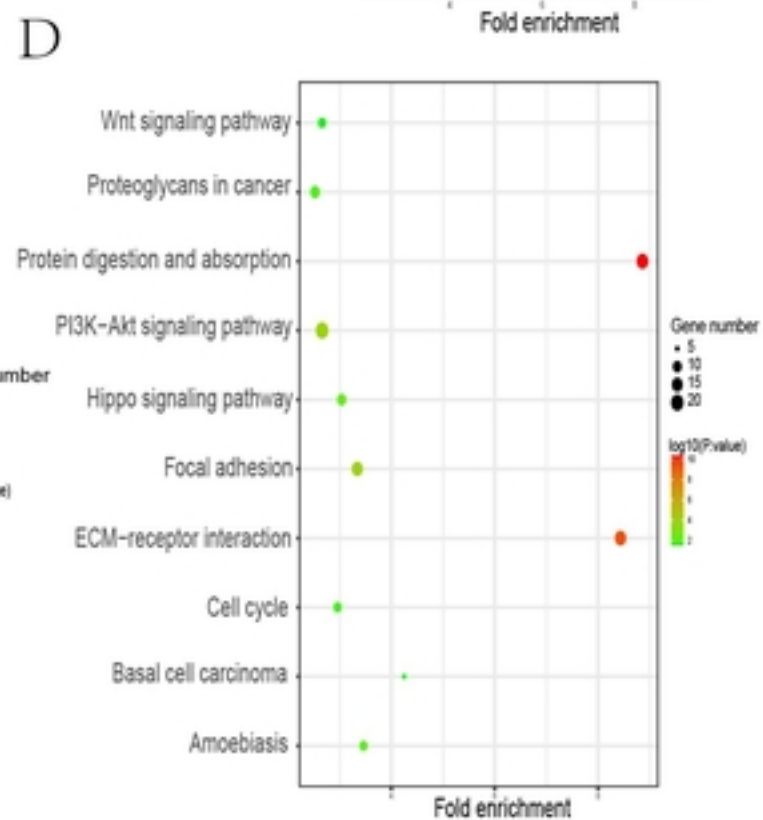 D
Fold enrichment
Wnt signaling pathway
Proteoglycans in cancer
Protein digestion and absorption
PI3K−Akt signaling pathway
umber
Hippo signaling pathway
Focal adhesion
e)
ECM−receptor interaction
Cell cycle
Basal cell carcinoma
Amoebiasis
Fold enrichment
Gene number
5
10
15
20
log10(P.value)